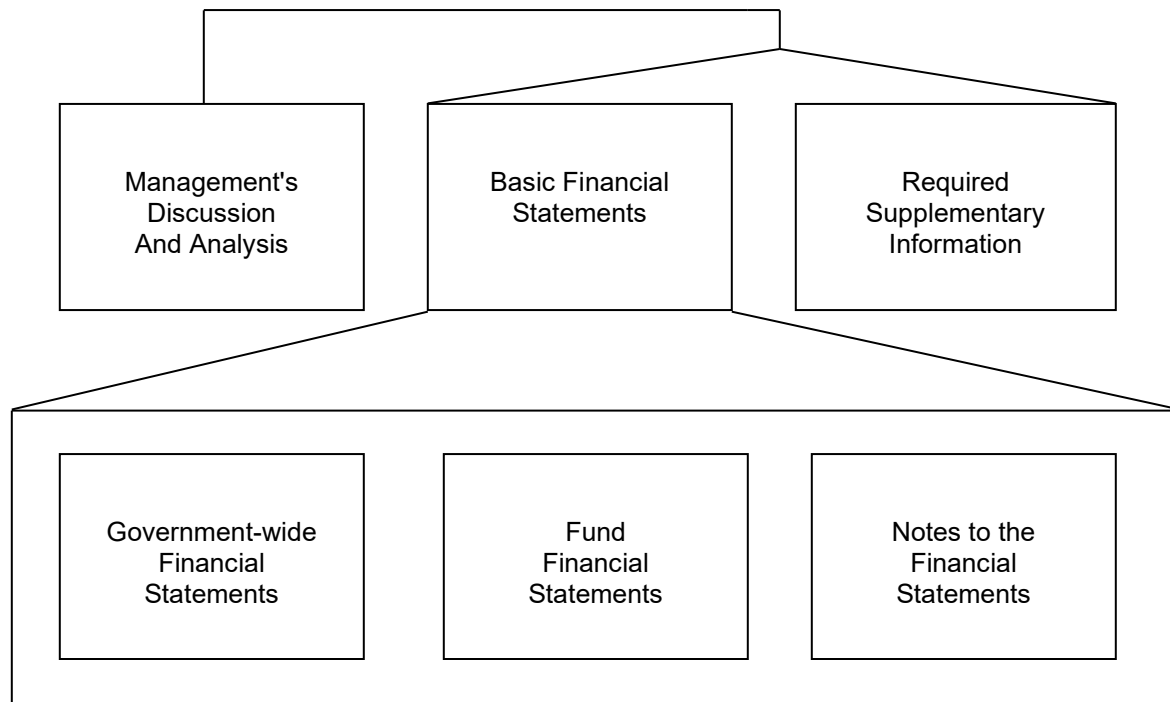 Management's
Discussion
And Analysis
Basic Financial
Statements
Required
Supplementary
Information
Government-wide
Financial
Statements
Fund
Financial
Statements
Notes to the
Financial
Statements